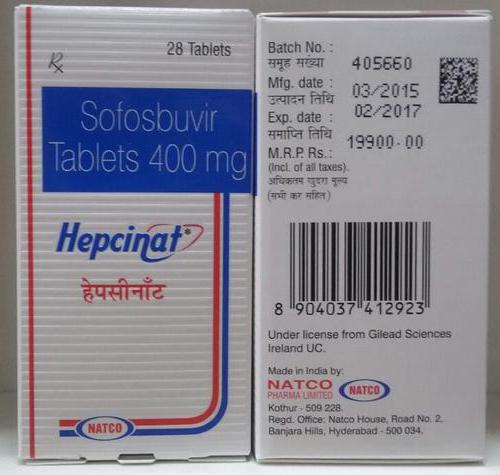 28 Tablets
Rx
Sofosbuvir
Tablets 400 mg
Hepcinat*
हेपसीनाँट
NATCO
Batch No. :
समूह संख्या
405660
Mfg. date :
उत्पादन तिथि
03/2015
Exp. date :
02/2017
समाप्ति तिथि
19900-00
M.R.P. Rs.:
(Incl. of all taxes).
अधिकतम खुदरा मूल्य
(सभी कर सहित)
8 904037 412923
Under license from Gilead Sciences
Ireland UC.
Made in India by:
NATCO
PHARMA LIMITED
NATCO
Kothur - 509 228.
Regd. Office: Natco House, Road No. 2,
Banjara Hills, Hyderabad - 500 034.